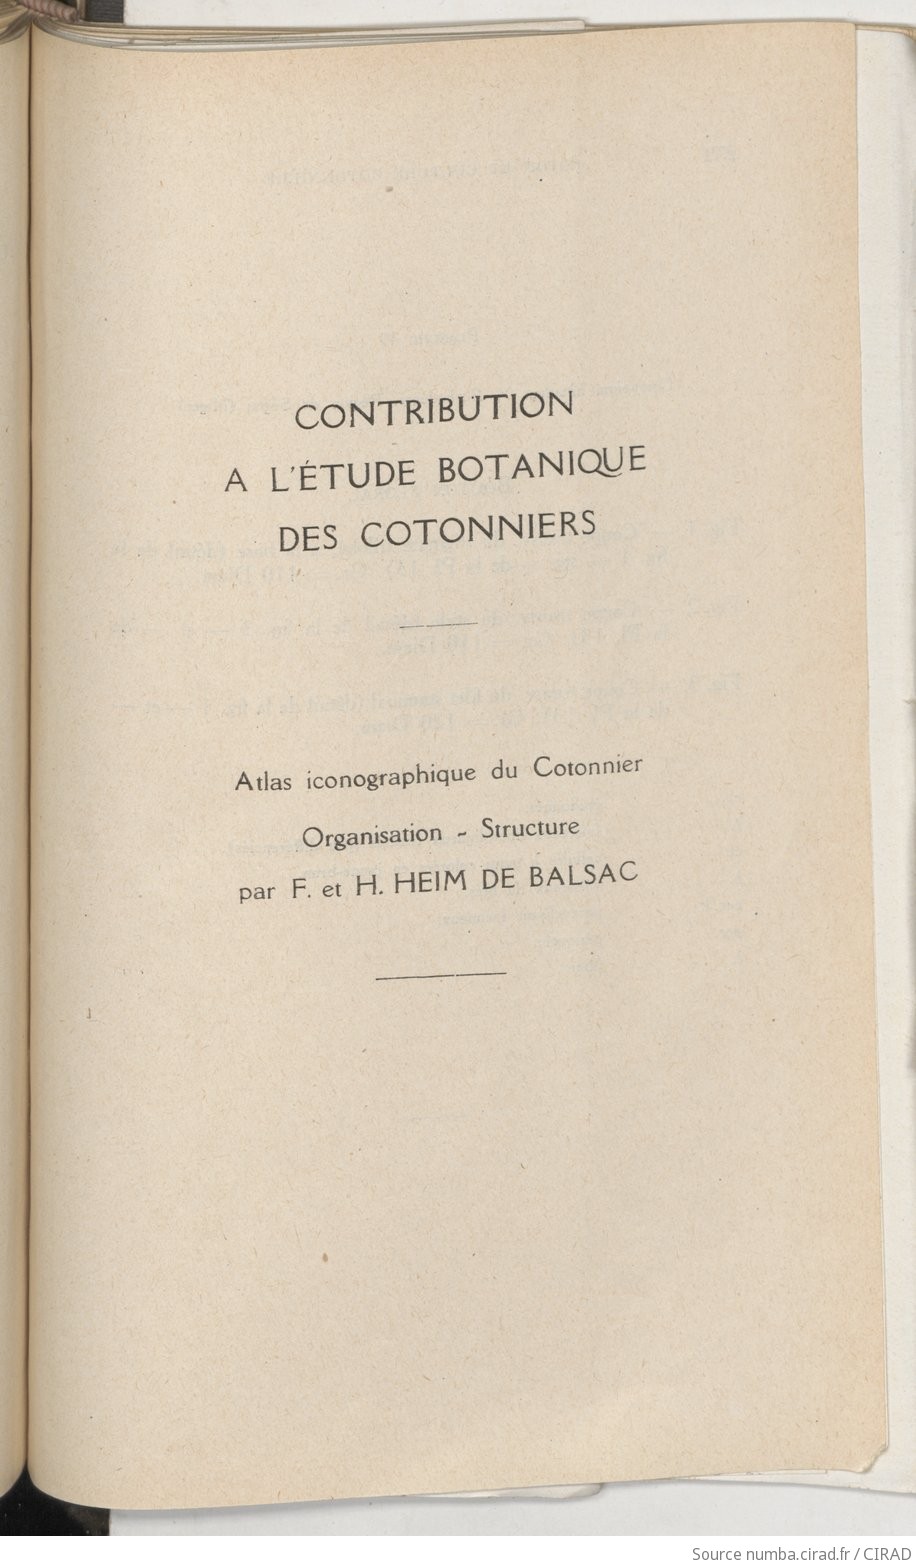 CONTRIBUTION
A L'ÉTUDE BOTANIQUE
DES COTONNIERS
Atlas iconographique du Cotonnier
Organisation - Structure
par F. et H. HEIM DE BALSAC
Source numba.cirad.fr / CIRAD